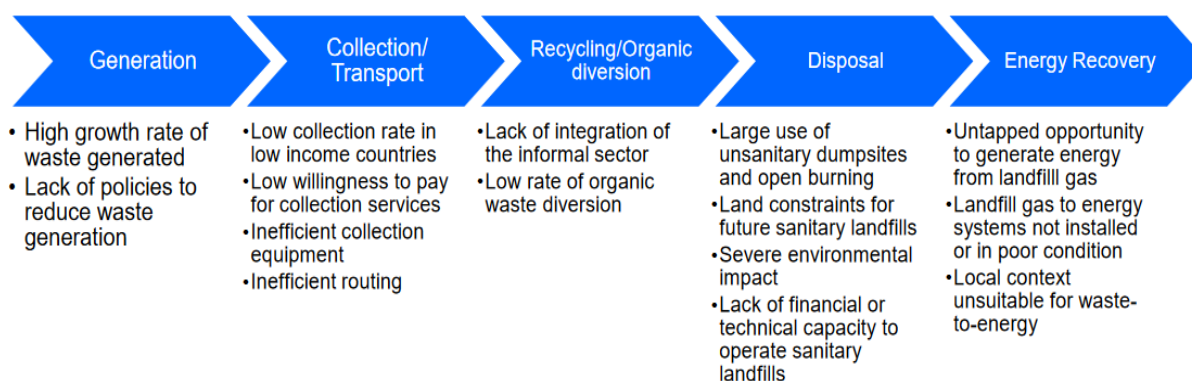 Generation
Collection/
Transport
Recycling/Organic
diversion
Disposal
Energy Recovery
• High growth rate of
waste generated
• Lack of policies to
reduce waste
generation
•Low collection rate in
low income countries
•Low willingness to pay
for collection services
•Inefficient collection
equipment
•Inefficient routing
•Lack of integration of
the informal sector
•Low rate of organic
waste diversion
•Large use of
unsanitary dumpsites
and open burning
•Land constraints for
future sanitary landfills
•Severe environmental
impact
•Lack of financial or
technical capacity to
operate sanitary
landfills
•Untapped opportunity
to generate energy
from landfilll gas
•Landfill gas to energy
systems not installed
or in poor condition
•Local context
unsuitable for waste-
to-energy